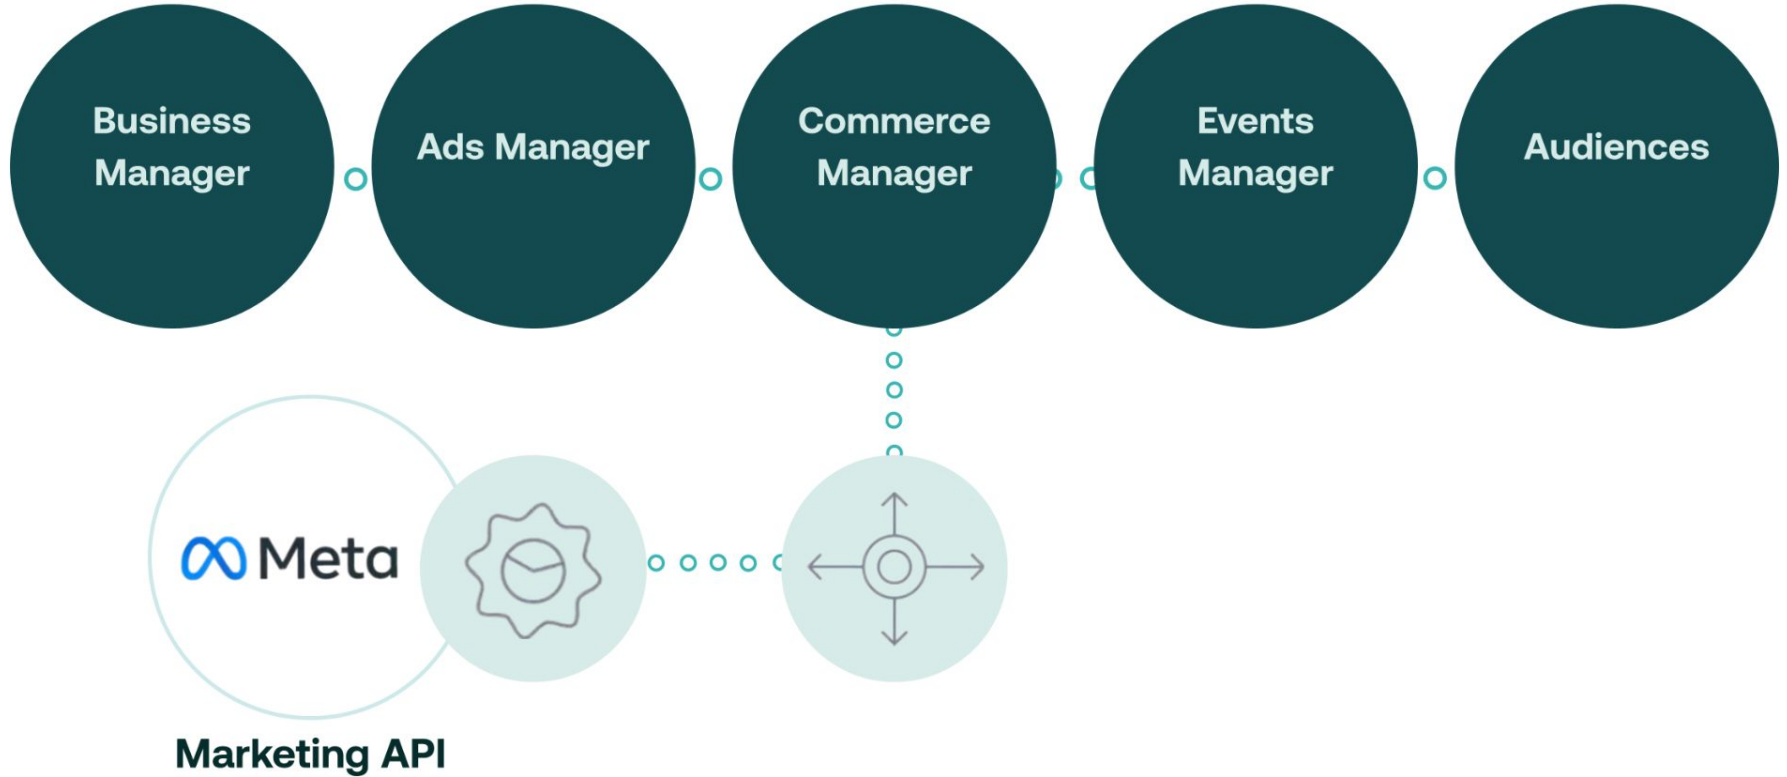 Business
Manager
Ads Manager
Commerce
Manager
Events
Manager
Audiences
Meta
Marketing API